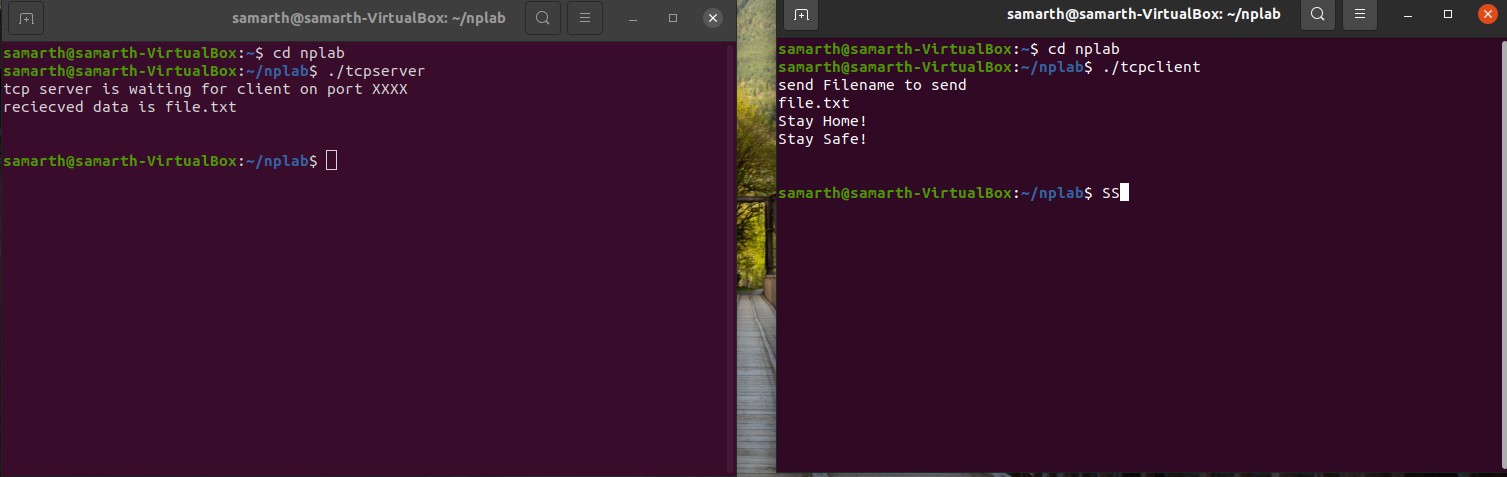 samarth@samarth-VirtualBox: ~/nplab
samarth@samarth-VirtualBox:~$ cd nplab
samarth@samarth-VirtualBox:~/nplab$ ./tcpserver
tcp server is waiting for client on port XXXX
reciecved data is file.txt
samarth@samarth-VirtualBox:~/nplab$
samarth@samarth-VirtualBox: ~/nplab
samarth@samarth-VirtualBox:~$ cd nplab
samarth@samarth-VirtualBox:~/nplab$ ./tcpclient
send Filename to send
file.txt
Stay Home!
Stay Safe!
samarth@samarth-VirtualBox:~/nplab$ SS